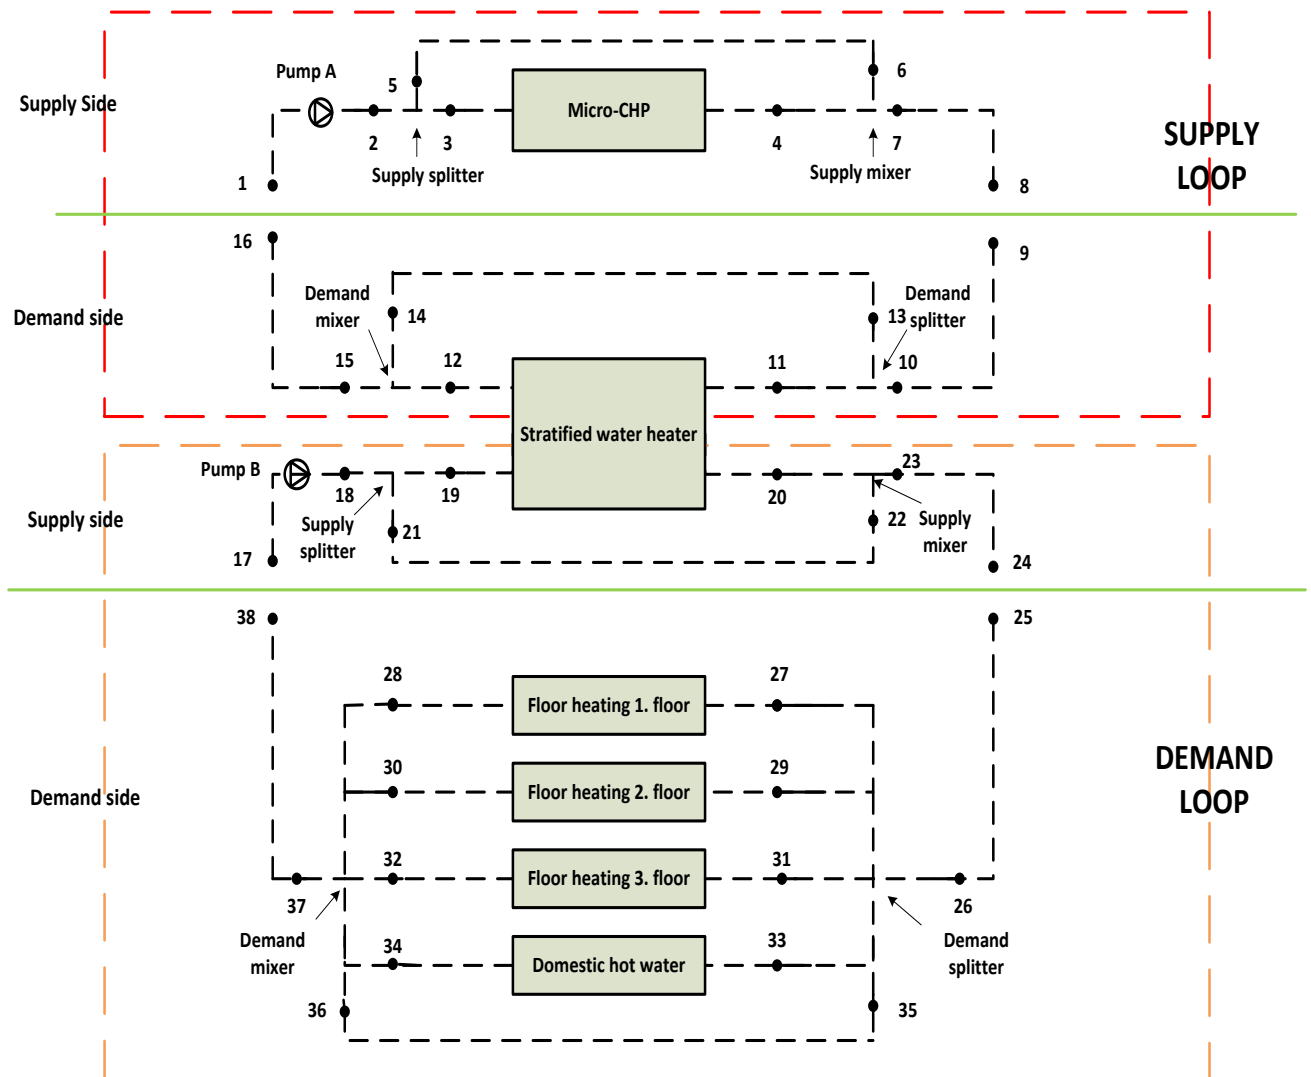 Pump A
5
6
Supply Side
Micro-CHP
2
3
4
7
SUPPLY
LOOP
Supply splitter
Supply mixer
1
8
16
9
Demand
mixer
Demand
splitter
Demand side
14
13
15
12
11
10
Stratified water heater
Pump B
23
18
19
20
Supply side
Supply
splitter
21
22
Supply
mixer
17
24
38
25
28
27
Floor heating 1. floor
30
29
DEMAND
LOOP
Demand side
Floor heating 2. floor
32
31
Floor heating 3. floor
37
26
Demand
mixer
34
33
Demand
splitter
Domestic hot water
36
35